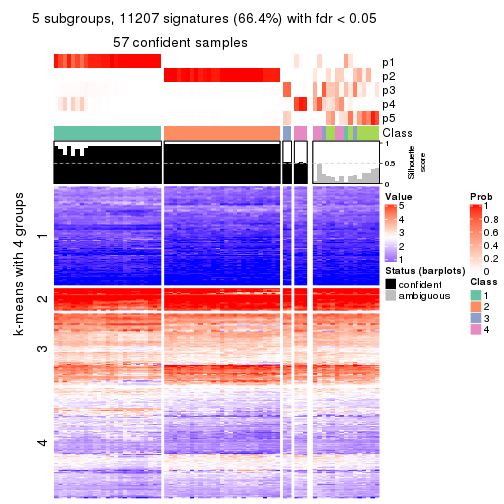 5 subgroups, 11207 signatures (66.4%) with fdr < 0.05
57 confident samples
p1
p2
p3
p4
p5
Class
1
0.5
0
Silhouette
score
k-means with 4 groups
1
2
3
4
Value
5
4
3
2
1
Status (barplots)
confident
ambiguous
Prob
1
0.8
0.6
0.4
0.2
0
Class
1
2
3
4